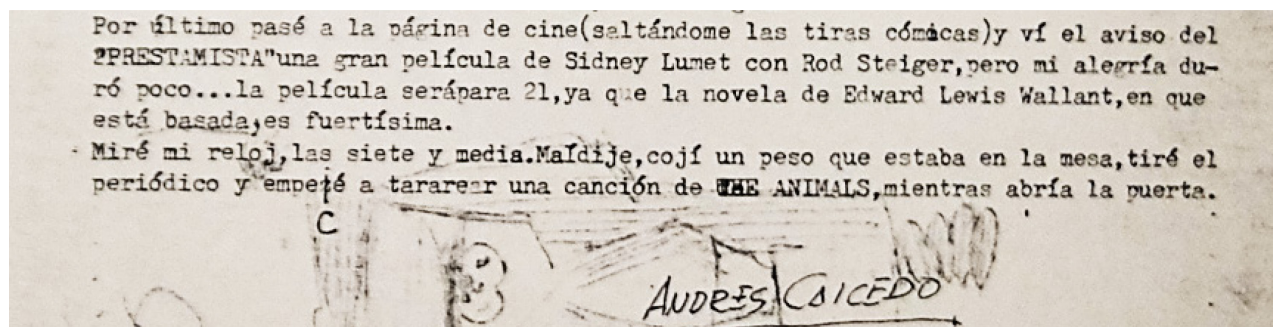 Por último pasé a la página de cine(saltándome las tiras cómicas)y ví el aviso del
"PRESTAMISTA"una gran película de Sidney Lumet con Rod Steiger,pero mi alegría du-
ró poco...la película serápara 21,ya que la novela de Edward Lewis Wallant,en que
está basada,es fuertísima.
Miré mi reloj,las siete y media.Maldije,cojí un peso que estaba en la mesa,tiré el
periódico y empeté a tararear una canción de THE ANIMALS,mientras abría la puerta.
C
3
ANDRES CAICEDO